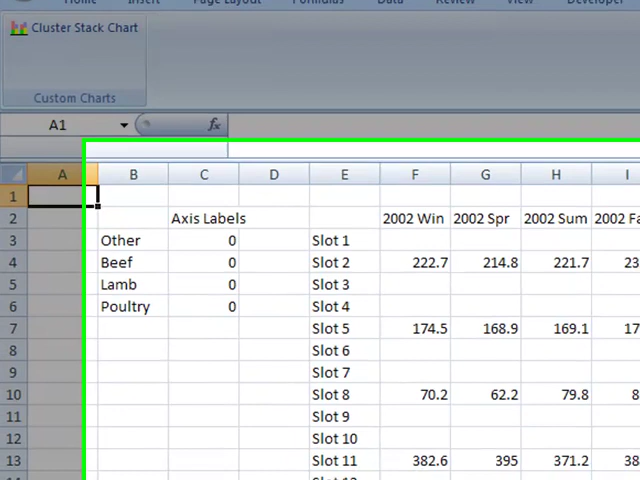 Home Insert Page Layout Formulas Data Review View Developer
Cluster Stack Chart
Custom Charts
A1 fx
A B C D E F G H I
1
2 Axis Labels 2002 Win 2002 Spr 2002 Sum 2002 Fa
3 Other 0 Slot 1
4 Beef 0 Slot 2 222.7 214.8 221.7 23
5 Lamb 0 Slot 3
6 Poultry 0 Slot 4
7 Slot 5 174.5 168.9 169.1 17
8 Slot 6
9 Slot 7
10 Slot 8 70.2 62.2 79.8 8
11 Slot 9
12 Slot 10
13 Slot 11 382.6 395 371.2 38